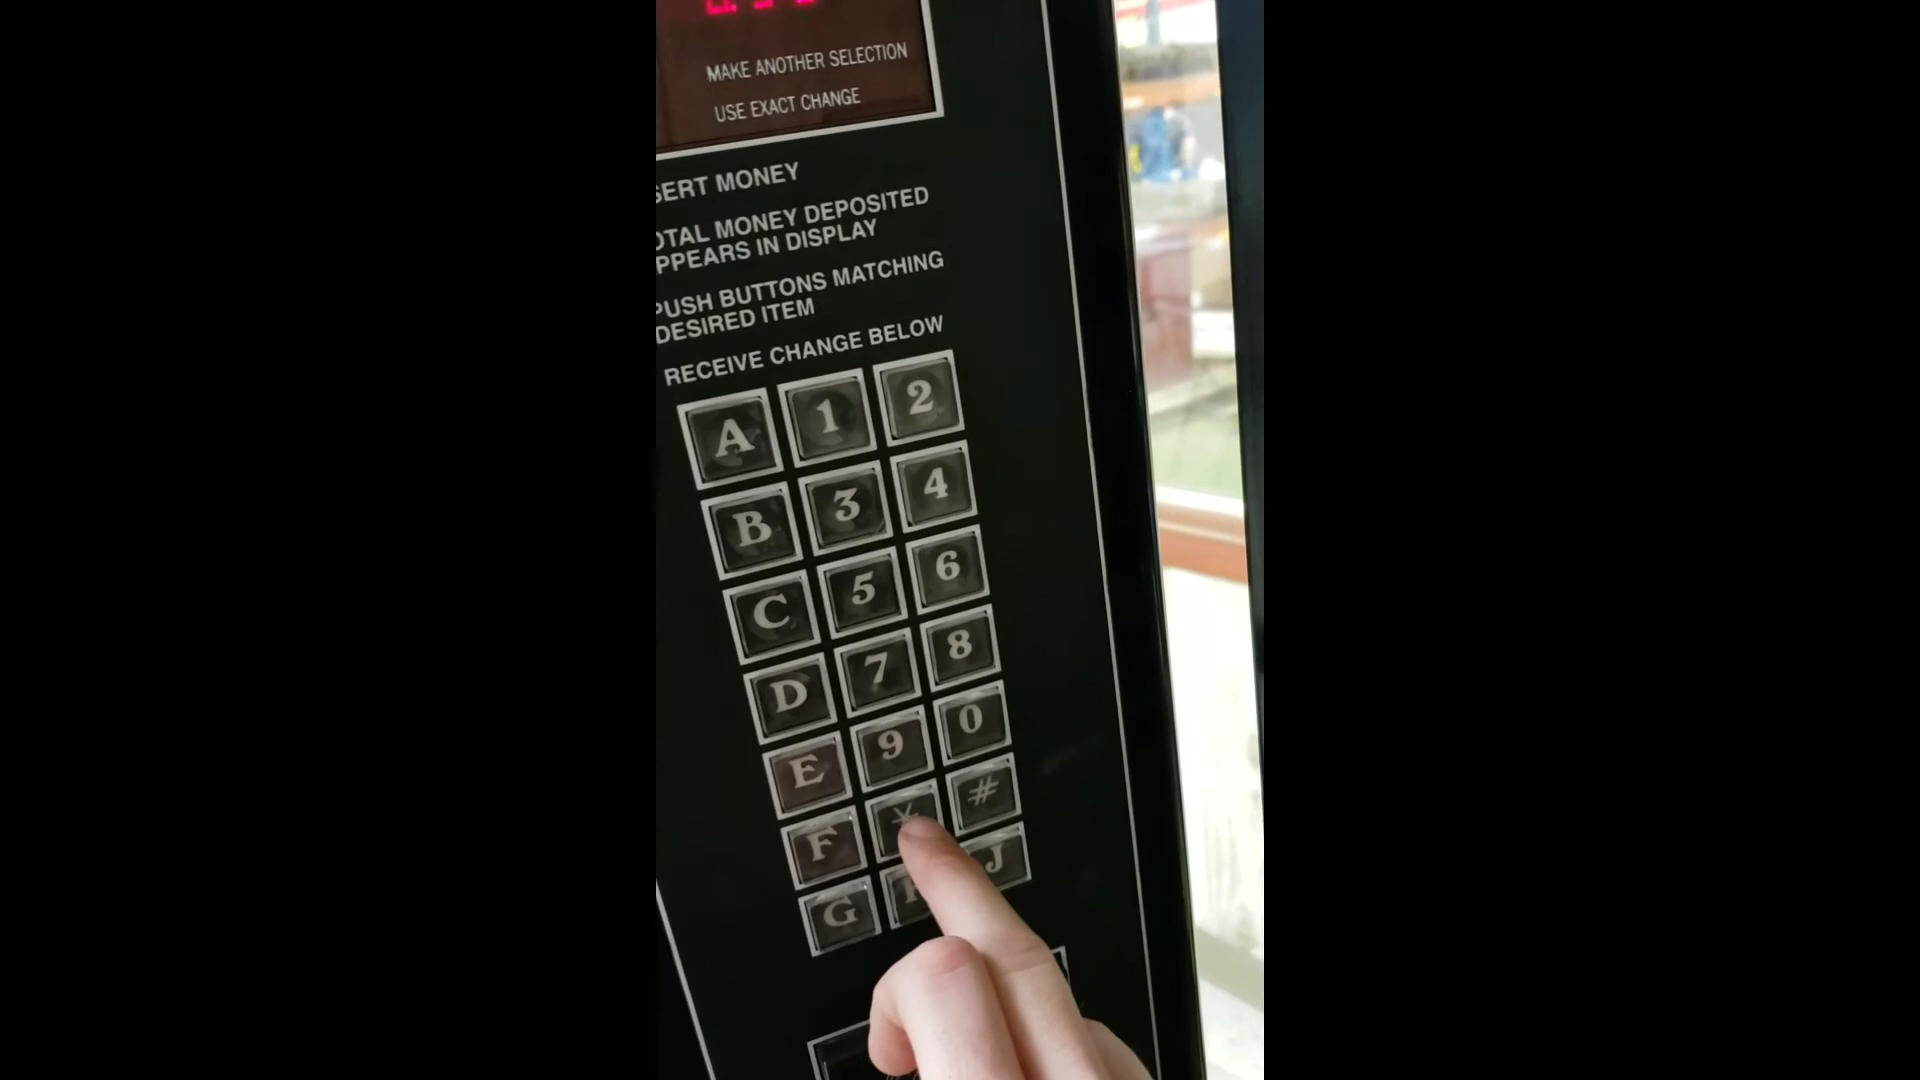 MAKE ANOTHER SELECTION
USE EXACT CHANGE
SERT MONEY
OTAL MONEY DEPOSITED
PPEARS IN DISPLAY
PUSH BUTTONS MATCHING
DESIRED ITEM
RECEIVE CHANGE BELOW
A 1 2
B 3 4
C 5 6
D 7 8
E 9 0
F * #
G J